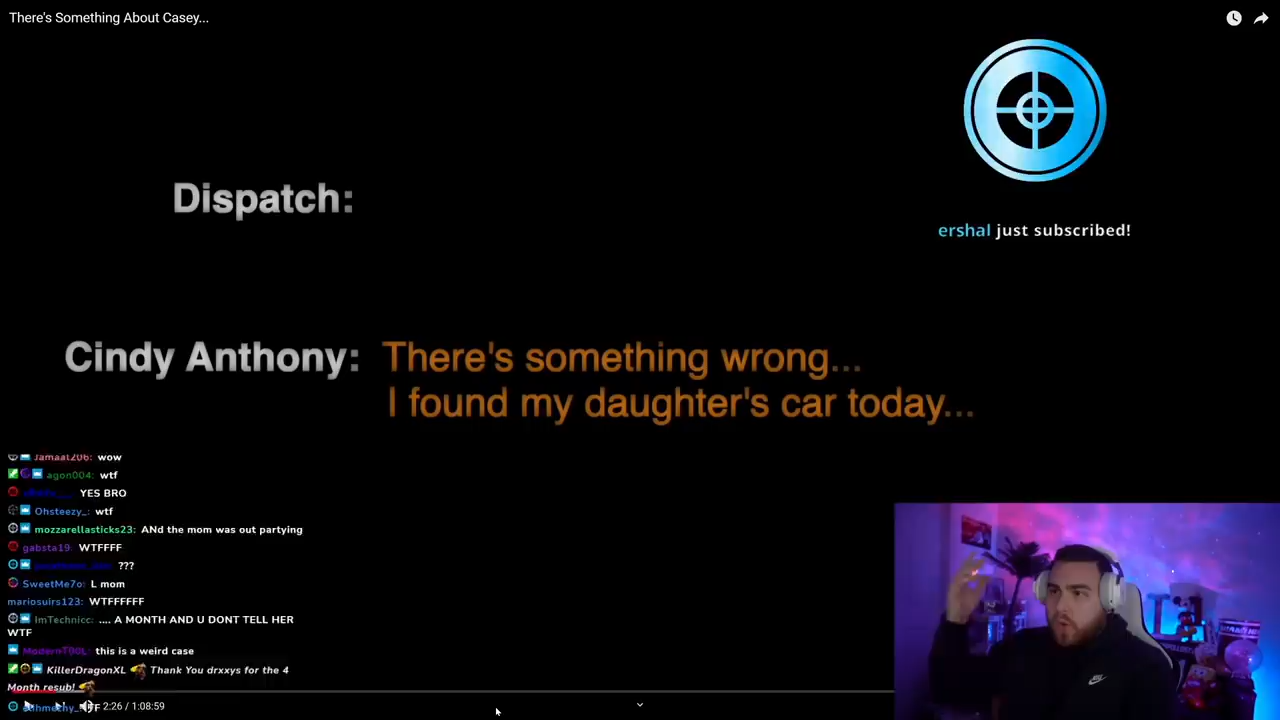 There's Something About Casey...
ershal just subscribed!
Dispatch:
Cindy Anthony: There's something wrong...
I found my daughter's car today...
Jamaal206: wow
agon004: wtf
YES BRO
Ohsteezy_: wtf
mozzarellasticks23: ANd the mom was out partying
gabsta19: WTFFFF
???
SweetMe7o: L mom
mariosuirs123: WTFFFFFF
ImTechnicc: .... A MONTH AND U DONT TELL HER
WTF
ModernT00L: this is a weird case
KillerDragonXL Thank You drxxys for the 4
Month resub!
2:26 / 1:08:59